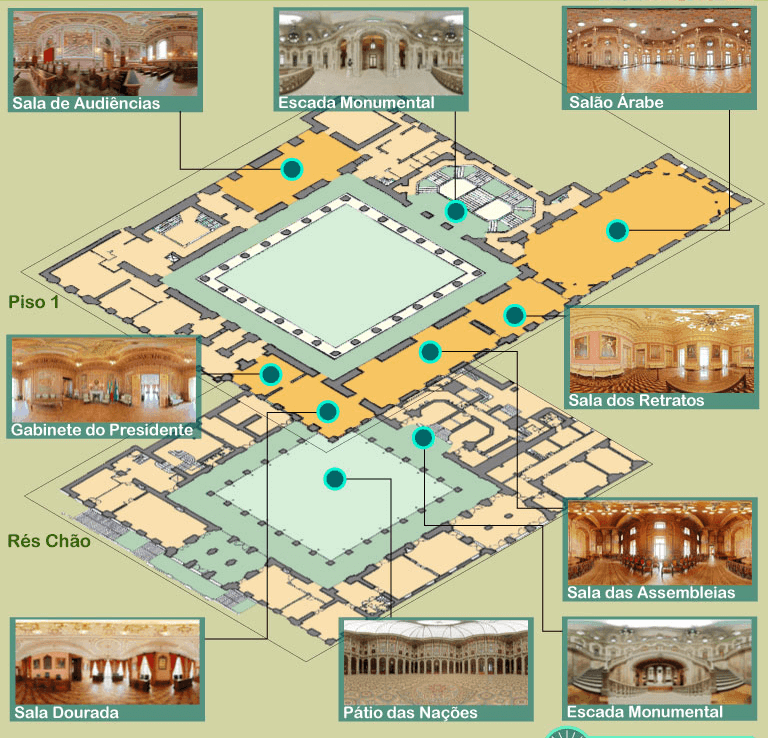 Sala de Audiências
Escada Monumental
Salão Árabe
Piso 1
Sala dos Retratos
Gabinete do Presidente
Rés Chão
Sala das Assembleias
Sala Dourada
Pátio das Nações
Escada Monumental